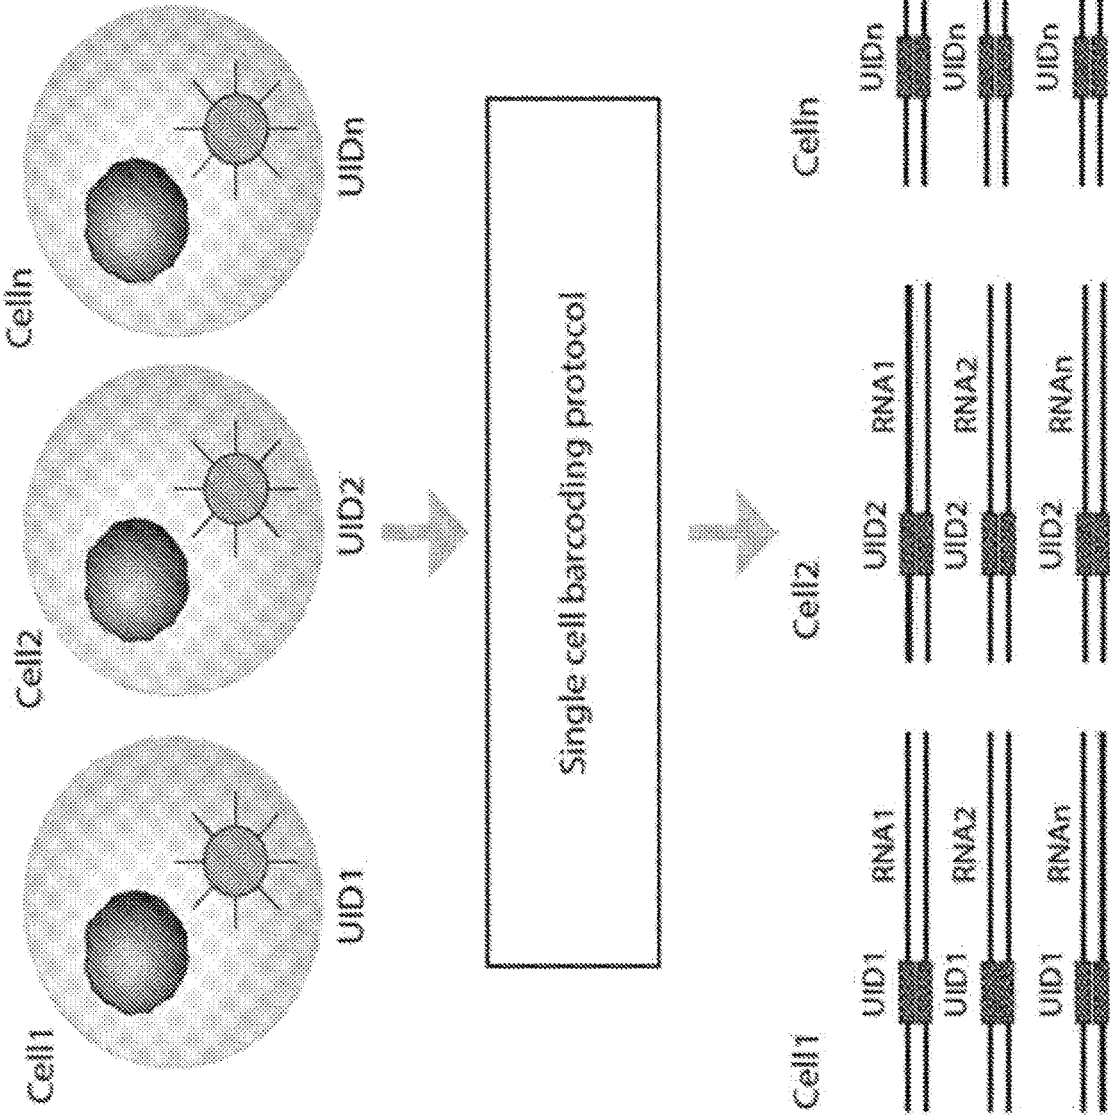 Cell1
Cell2
Celln
UID1
UID2
UIDn
Single cell barcoding protocol
Cell1
Cell2
Celln
UID1
RNA1
UID2
RNA1
UIDn
UID1
RNA2
UID2
RNA2
UIDn
UID1
RNAn
UID2
RNAn
UIDn